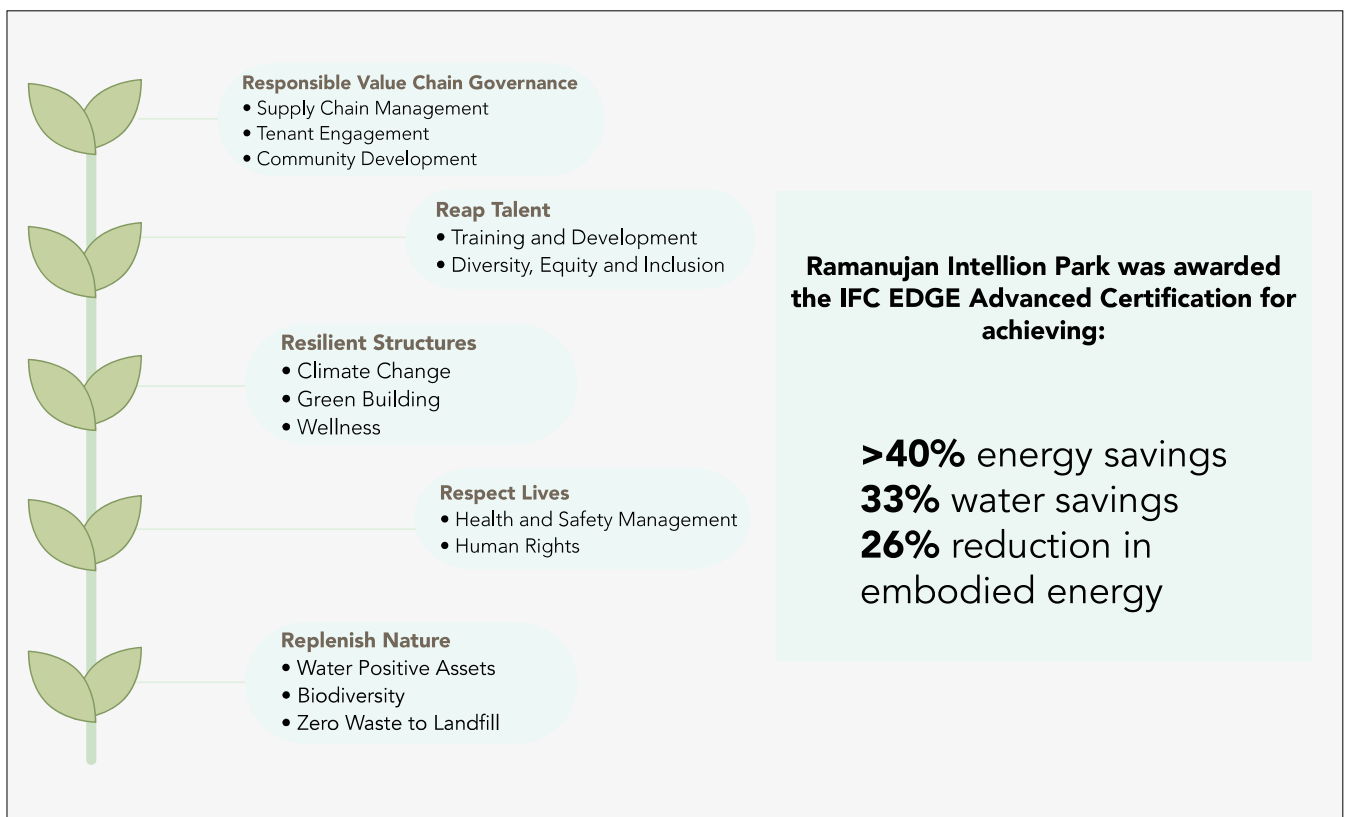 Responsible Value Chain Governance
• Supply Chain Management
• Tenant Engagement
• Community Development
Reap Talent
• Training and Development
• Diversity, Equity and Inclusion
Resilient Structures
• Climate Change
• Green Building
• Wellness
Respect Lives
• Health and Safety Management
• Human Rights
Replenish Nature
• Water Positive Assets
• Biodiversity
• Zero Waste to Landfill
Ramanujan Intellion Park was awarded
the IFC EDGE Advanced Certification for
achieving:
>40% energy savings
33% water savings
26% reduction in
embodied energy